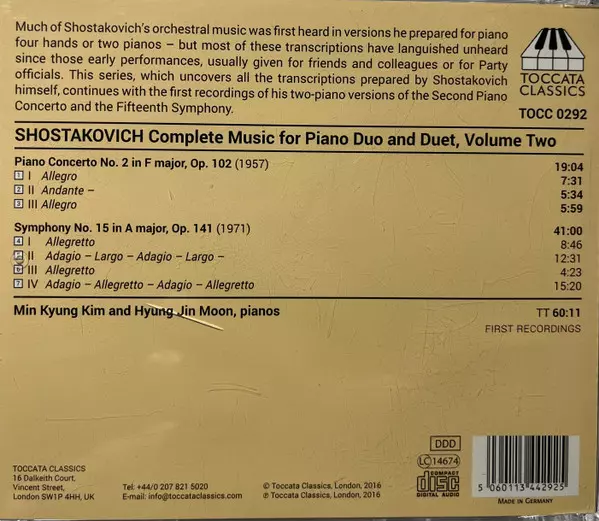 Much of Shostakovich's orchestral music was first heard in versions he prepared for piano
four hands or two pianos – but most of these transcriptions have languished unheard
since those early performances, usually given for friends and colleagues or for Party
officials. This series, which uncovers all the transcriptions prepared by Shostakovich
himself, continues with the first recordings of his two-piano versions of the Second Piano
Concerto and the Fifteenth Symphony.
TOCCATA
CLASSICS
TOCC 0292
SHOSTAKOVICH Complete Music for Piano Duo and Duet, Volume Two
Piano Concerto No. 2 in F major, Op. 102 (1957) 19:04
1 I Allegro 7:31
2 II Andante – 5:34
3 III Allegro 5:59
Symphony No. 15 in A major, Op. 141 (1971) 41:00
4 I Allegretto 8:46
5 II Adagio – Largo – Adagio – Largo – 12:31
6 III Allegretto 4:23
7 IV Adagio – Allegretto – Adagio – Allegretto 15:20
Min Kyung Kim and Hyung Jin Moon, pianos TT 60:11
FIRST RECORDINGS
TOCCATA CLASSICS
16 Dalkeith Court,
Vincent Street,
London SW1P 4HH, UK
Tel: +44/0 207 821 5020
E-mail: info@toccataclassics.com
© Toccata Classics, London, 2016
℗ Toccata Classics, London, 2016
DDD
LC 14674
COMPACT
disc
DIGITAL AUDIO
5 060113 442925
MADE IN GERMANY